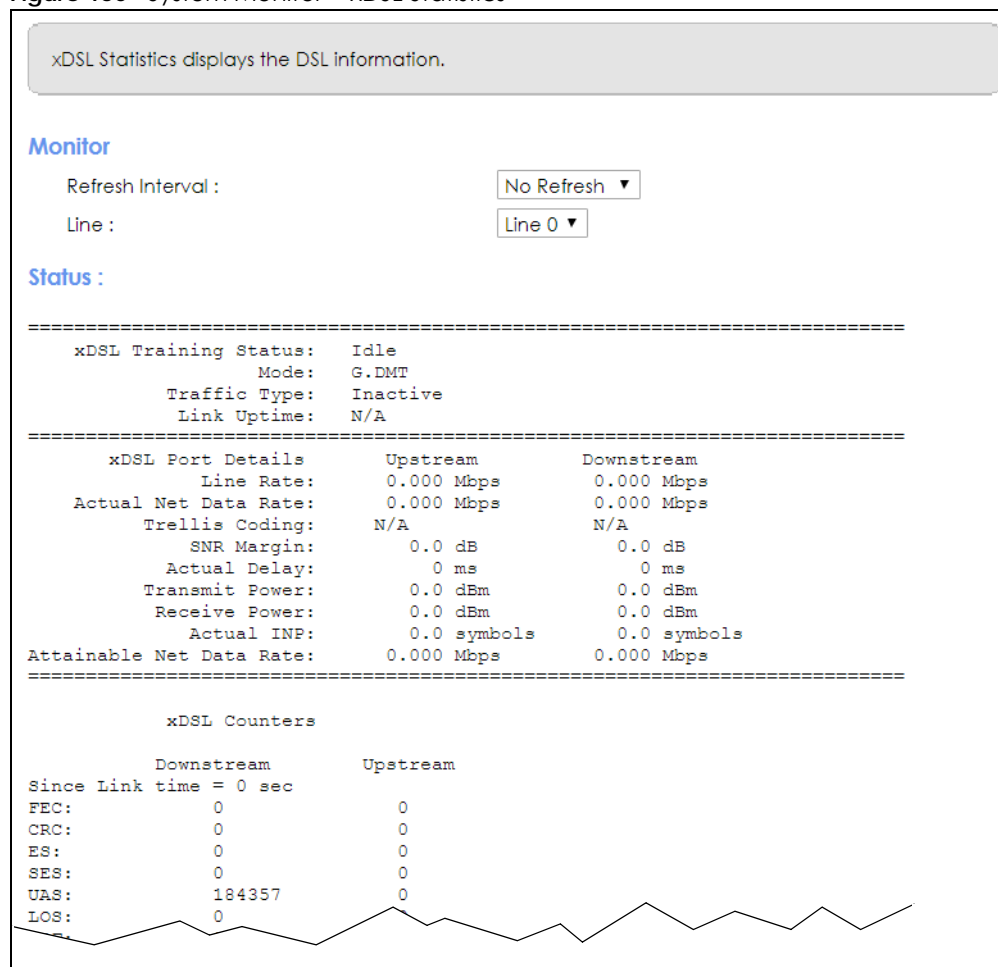 xDSL Statistics displays the DSL information.
Monitor
Refresh Interval : No Refresh ▼
Line : Line 0 ▼
Status :
============================================================================
xDSL Training Status: Idle
Mode: G.DMT
Traffic Type: Inactive
Link Uptime: N/A
============================================================================
xDSL Port Details Upstream Downstream
Line Rate: 0.000 Mbps 0.000 Mbps
Actual Net Data Rate: 0.000 Mbps 0.000 Mbps
Trellis Coding: N/A N/A
SNR Margin: 0.0 dB 0.0 dB
Actual Delay: 0 ms 0 ms
Transmit Power: 0.0 dBm 0.0 dBm
Receive Power: 0.0 dBm 0.0 dBm
Actual INP: 0.0 symbols 0.0 symbols
Attainable Net Data Rate: 0.000 Mbps 0.000 Mbps
============================================================================
xDSL Counters
Downstream Upstream
Since Link time = 0 sec
FEC: 0 0
CRC: 0 0
ES: 0 0
SES: 0 0
UAS: 184357 0
LOS: 0